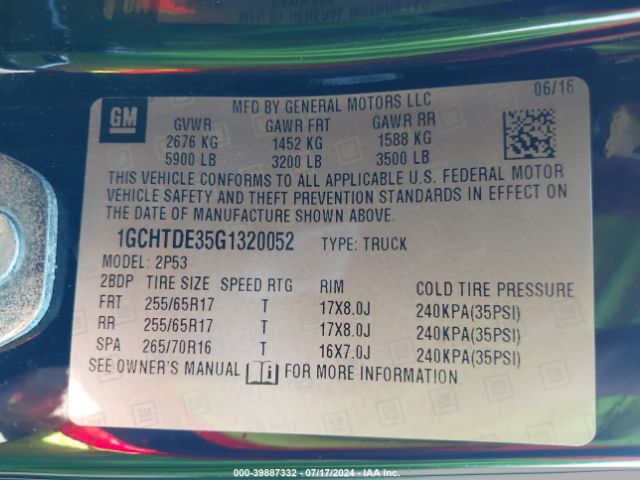 GM
MFD BY GENERAL MOTORS LLC
06/16
GVWR GAWR FRT GAWR RR
2676 KG 1452 KG 1588 KG
5900 LB 3200 LB 3500 LB
THIS VEHICLE CONFORMS TO ALL APPLICABLE U.S. FEDERAL MOTOR
VEHICLE SAFETY AND THEFT PREVENTION STANDARDS IN EFFECT ON
THE DATE OF MANUFACTURE SHOWN ABOVE.
1GCHTDE35G1320052 TYPE: TRUCK
MODEL: 2P53
2BDP TIRE SIZE SPEED RTG RIM COLD TIRE PRESSURE
FRT 255/65R17 T 17X8.0J 240KPA(35PSI)
RR 255/65R17 T 17X8.0J 240KPA(35PSI)
SPA 265/70R16 T 16X7.0J 240KPA(35PSI)
SEE OWNER'S MANUAL FOR MORE INFORMATION.
000-39887332 - 07/17/2024 - IAA Inc.